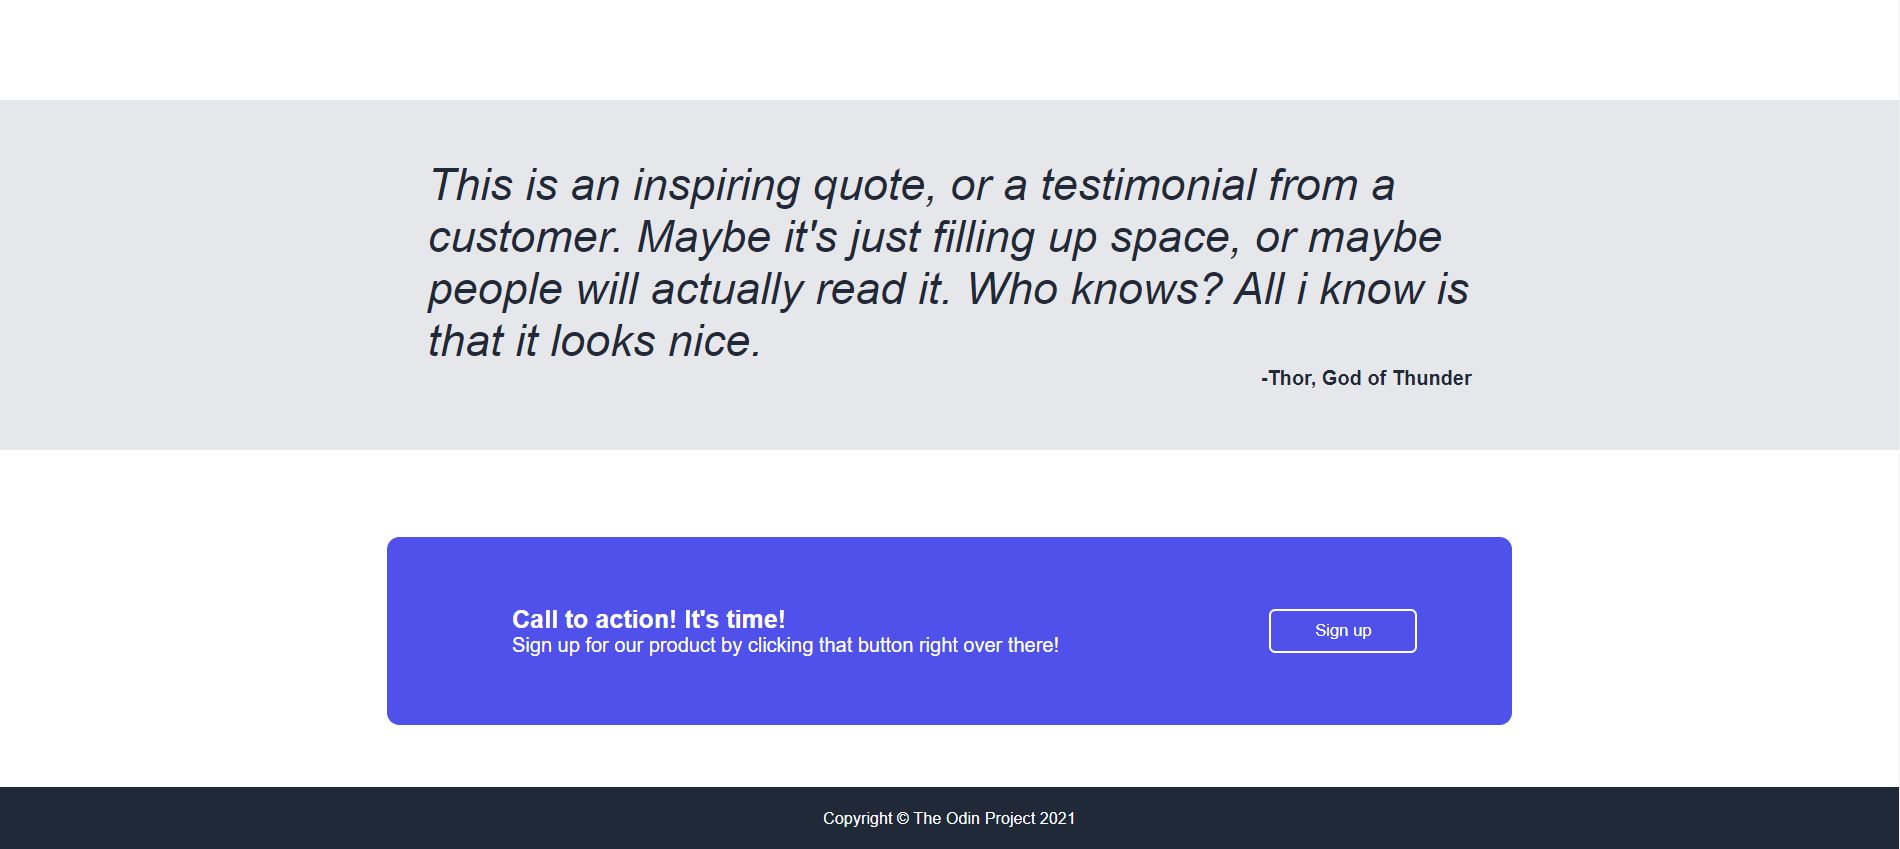 This is an inspiring quote, or a testimonial from a
customer. Maybe it's just filling up space, or maybe
people will actually read it. Who knows? All i know is
that it looks nice.
-Thor, God of Thunder
Call to action! It's time!
Sign up for our product by clicking that button right over there!
Sign up
Copyright © The Odin Project 2021